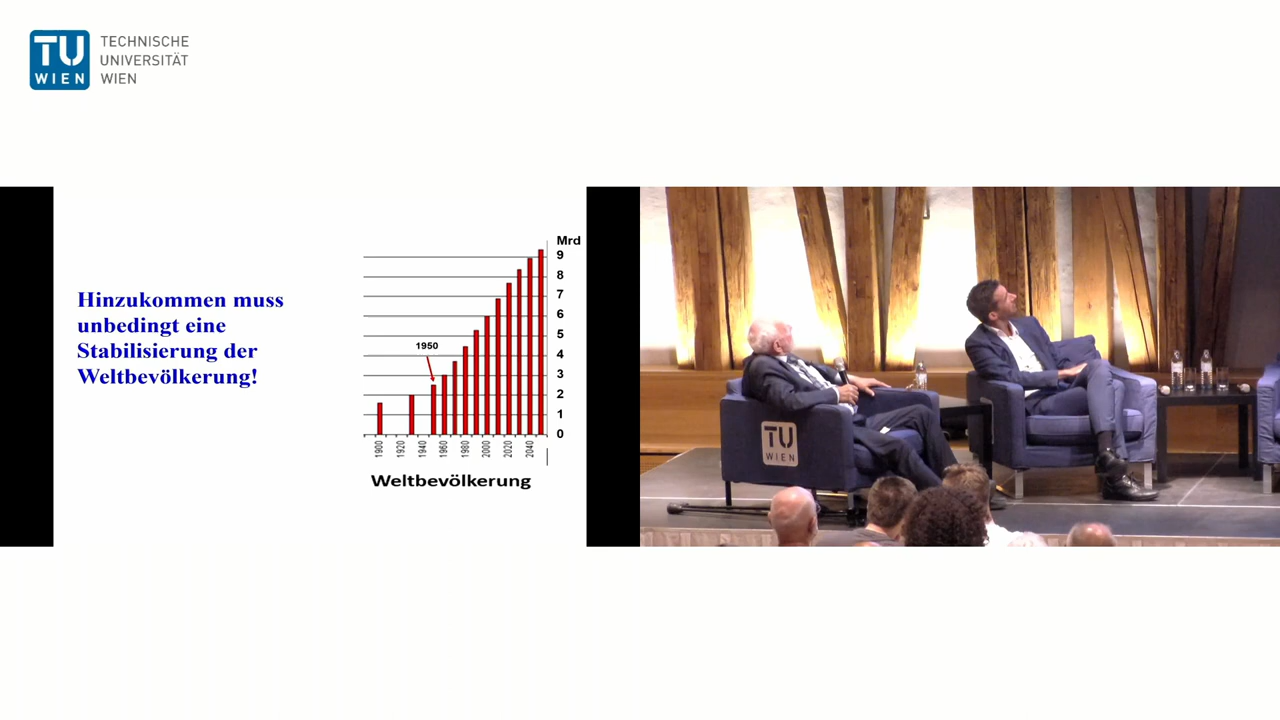 TU
WIEN
TECHNISCHE
UNIVERSITÄT
WIEN
Hinzukommen muss
unbedingt eine
Stabilisierung der
Weltbevölkerung!
Mrd
9
8
7
6
5
4
3
2
1
0
1950
1900
1920
1940
1960
1980
2000
2020
2040
Weltbevölkerung
TU
WIEN